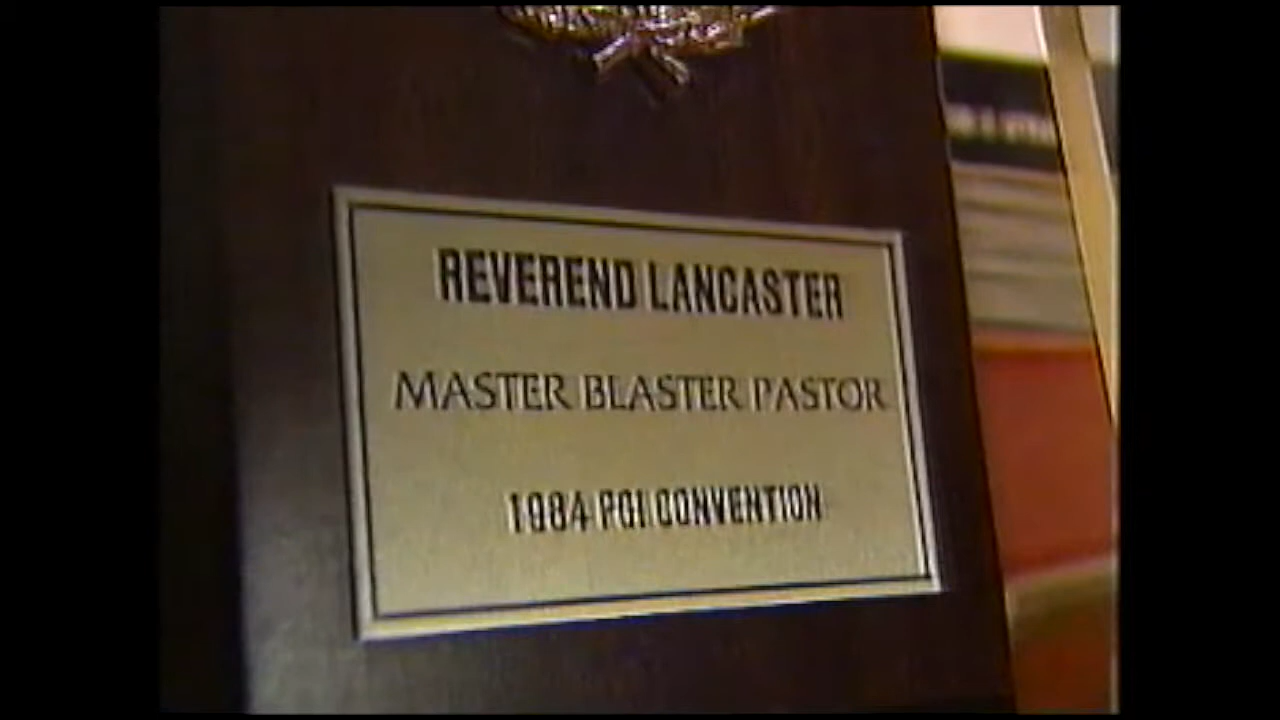 REVEREND LANCASTER
MASTER BLASTER PASTOR
1984 PGI CONVENTION